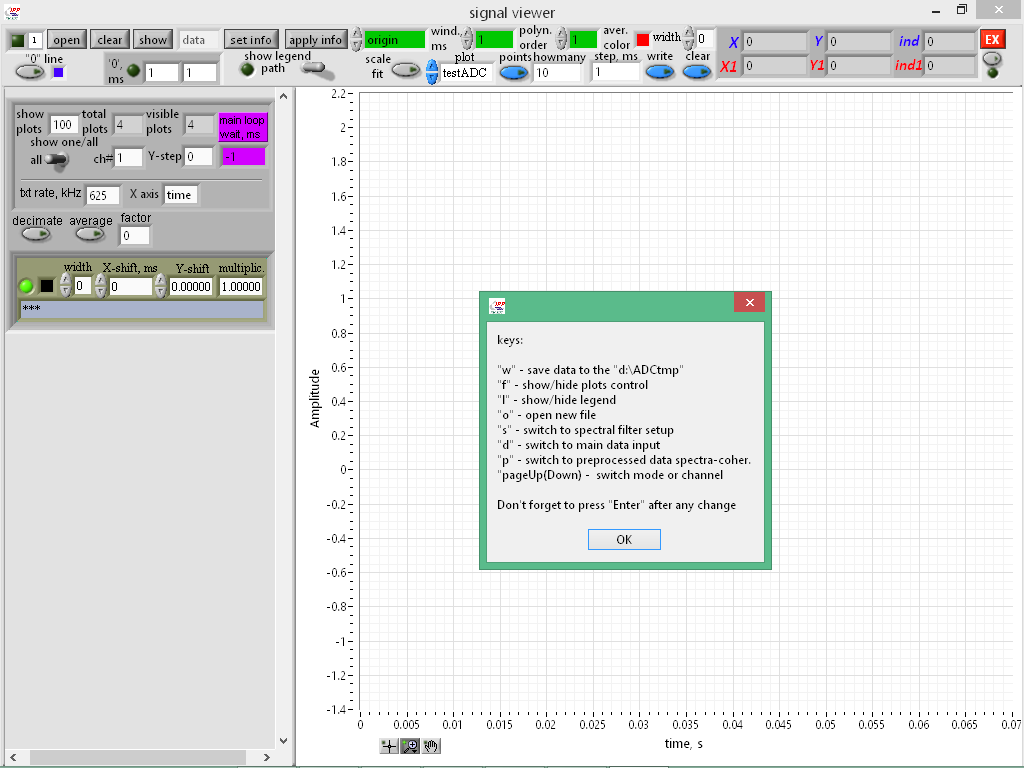 signal viewer
1 open clear show data set info apply info origin
wind., ms 1
polyn. order 1
aver. color
width 0
X 0 Y 0 ind 0 EX
"0" line
'0', ms 1 1
show legend
path
scale fit
plot
testADC
points howmany
10
step, ms
1
write clear
X1 0 Y1 0 ind1 0
show plots 100
total plots 4
visible plots 4
main loop wait, ms
-1
show one/all
all ch# 1 Y-step 0
txt rate, kHz 625 X axis time
decimate average factor
0
width X-shift, ms Y-shift multiplic.
0 0 0.00000 1.00000
***
Amplitude
2.2
2
1.8
1.6
1.4
1.2
1
0.8
0.6
0.4
0.2
0
-0.2
-0.4
-0.6
-0.8
-1
-1.2
-1.4
0 0.005 0.01 0.015 0.02 0.025 0.03 0.035 0.04 0.045 0.05 0.055 0.06 0.065 0.07
time, s
keys:
"w" - save data to the "d:\ADCtmp"
"f" - show/hide plots control
"l" - show/hide legend
"o" - open new file
"s" - switch to spectral filter setup
"d" - switch to main data input
"p" - switch to preprocessed data spectra-coher.
"pageUp(Down) - switch mode or channel
Don't forget to press "Enter" after any change
OK